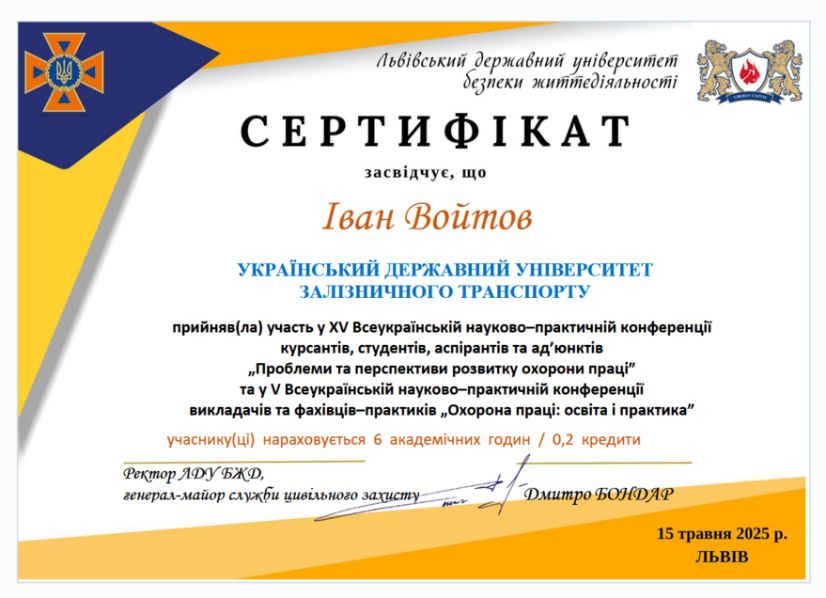 Львівський державний університет
безпеки життєдіяльності
СЕРТИФІКАТ
засвідчує, що
Іван Войтов
УКРАЇНСЬКИЙ ДЕРЖАВНИЙ УНІВЕРСИТЕТ
ЗАЛІЗНИЧНОГО ТРАНСПОРТУ
прийняв(ла) участь у XV Всеукраїнській науково–практичній конференції
курсантів, студентів, аспірантів та ад’юнктів
„Проблеми та перспективи розвитку охорони праці”
та у V Всеукраїнській науково–практичній конференції
викладачів та фахівців–практиків „Охорона праці: освіта і практика”
учаснику(ці) нараховується 6 академічних годин / 0,2 кредити
Ректор ЛДУ БЖД,
генерал-майор служби цивільного захисту
Дмитро БОНДАР
15 травня 2025 р.
ЛЬВІВ